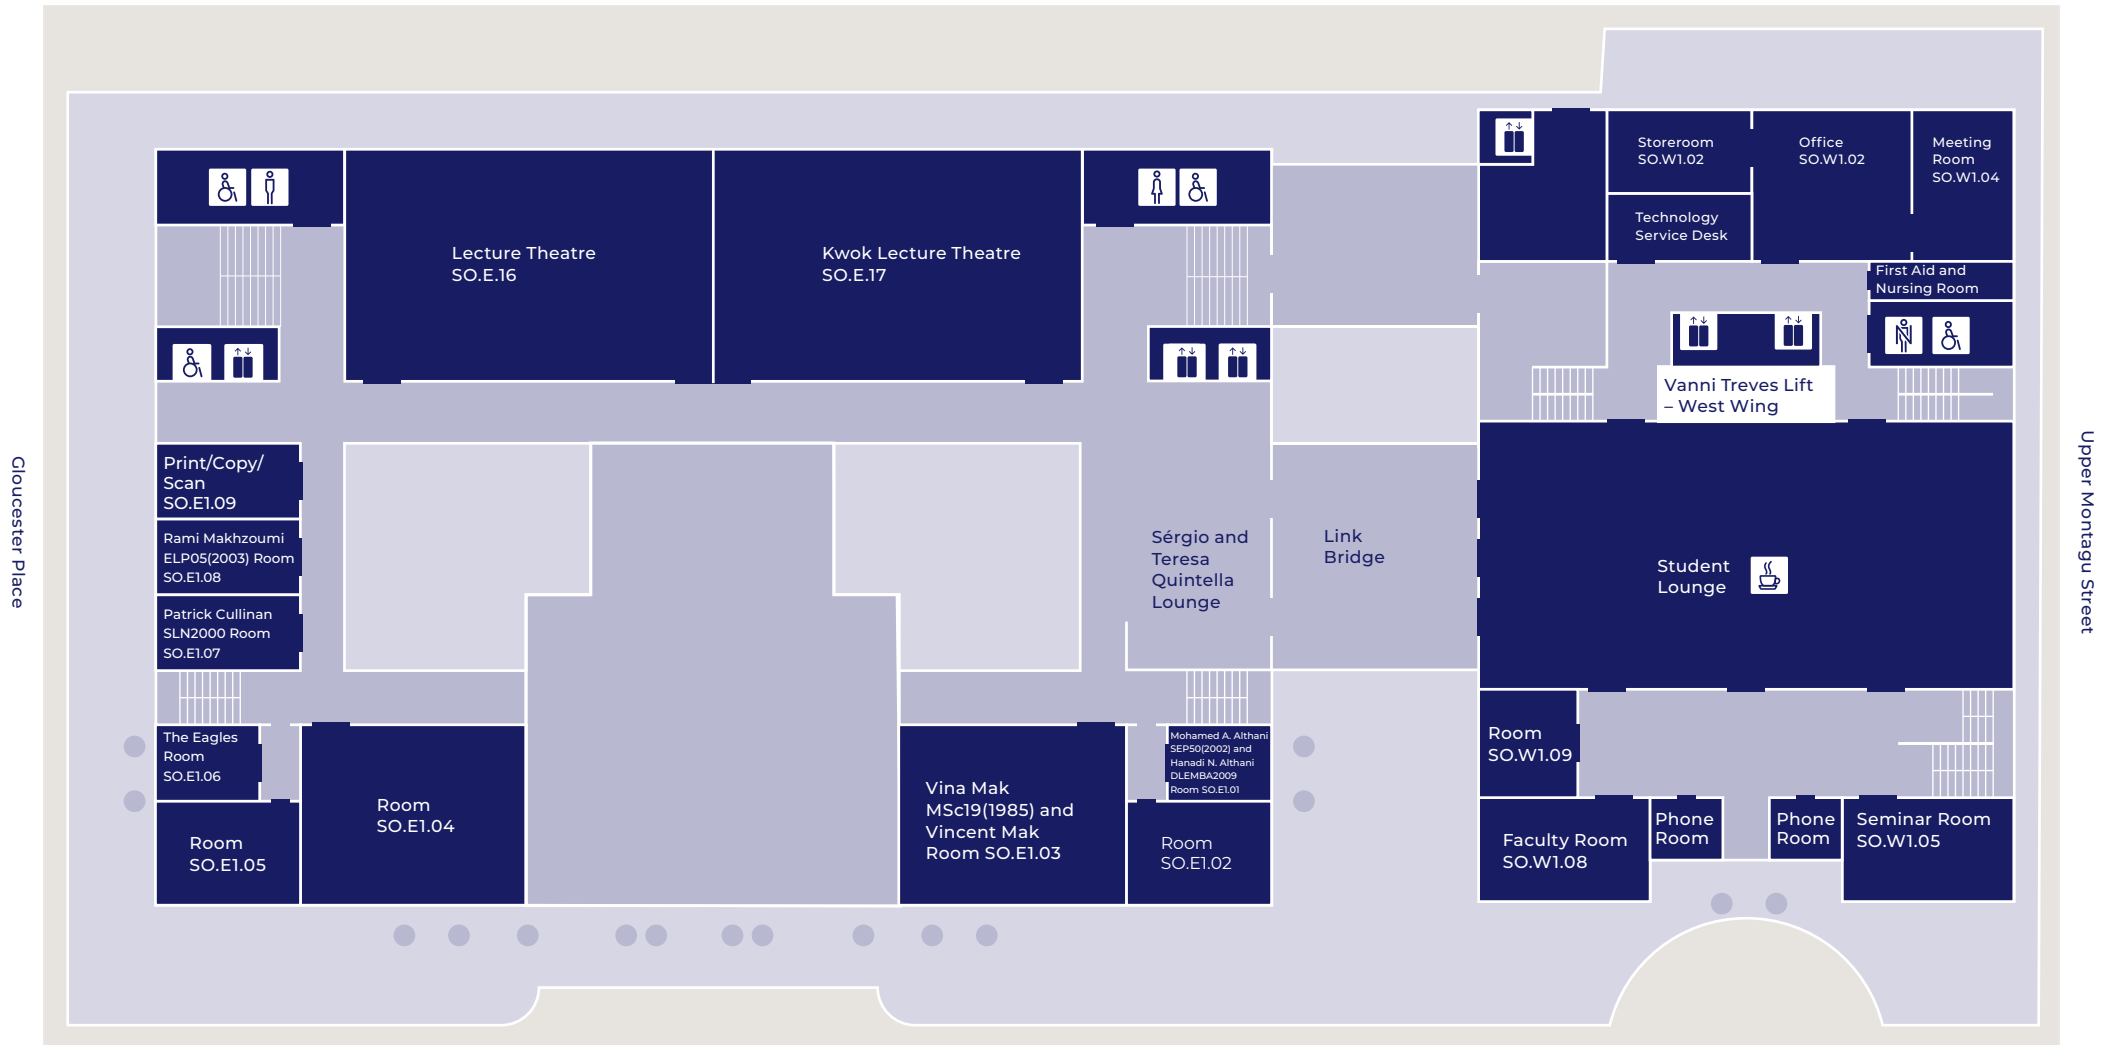 Storeroom
SO.W1.02
Office
SO.W1.02
Meeting
Room
SO.W1.04
Technology
Service Desk
Lecture Theatre
SO.E.16
Kwok Lecture Theatre
SO.E.17
First Aid and
Nursing Room
Vanni Treves Lift
– West Wing
Gloucester Place
Upper Montagu Street
Print/Copy/
Scan
SO.E1.09
Rami Makhzoumi
ELP05(2003) Room
SO.E1.08
Patrick Cullinan
SLN2000 Room
SO.E1.07
Sérgio and
Teresa
Quintella
Lounge
Link
Bridge
Student
Lounge
The Eagles
Room
SO.E1.06
Room
SO.E1.05
Room
SO.E1.04
Vina Mak
MSc19(1985) and
Vincent Mak
Room SO.E1.03
Mohamed A. Althani
SEP50(2002) and
Hanadi N. Althani
DLEMBA2009
Room SO.E1.01
Room
SO.E1.02
Room
SO.W1.09
Faculty Room
SO.W1.08
Phone
Room
Phone
Room
Seminar Room
SO.W1.05